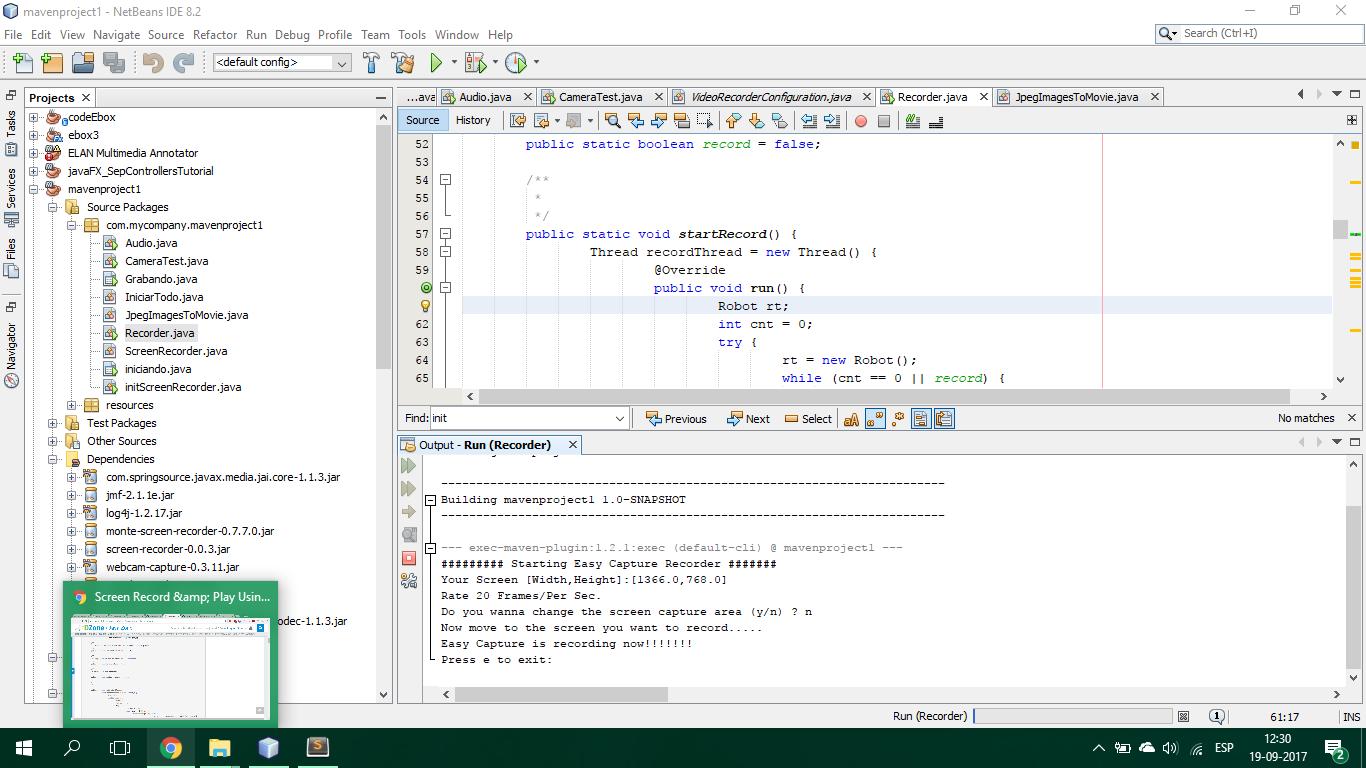 mavenproject1 - NetBeans IDE 8.2
File Edit View Navigate Source Refactor Run Debug Profile Team Tools Window Help
Search (Ctrl+I)
<default config>
Tasks
Services
Files
Navigator
Projects
codeEbox
ebox3
ELAN Multimedia Annotator
javaFX_SepControllersTutorial
mavenproject1
Source Packages
com.mycompany.mavenproject1
Audio.java
CameraTest.java
Grabando.java
IniciarTodo.java
JpegImagesToMovie.java
Recorder.java
ScreenRecorder.java
iniciando.java
initScreenRecorder.java
resources
Test Packages
Other Sources
Dependencies
com.springsource.javax.media.jai.core-1.1.3.jar
jmf-2.1.1e.jar
log4j-1.2.17.jar
monte-screen-recorder-0.7.7.0.jar
screen-recorder-0.0.3.jar
webcam-capture-0.3.11.jar
odec-1.1.3.jar
Screen Record &amp; Play Usin...
...ava Audio.java CameraTest.java VideoRecorderConfiguration.java Recorder.java JpegImagesToMovie.java
Source History
52 public static boolean record = false;
53
54 /**
55 *
56 */
57 public static void startRecord() {
58 Thread recordThread = new Thread() {
59 @Override
public void run() {
Robot rt;
62 int cnt = 0;
63 try {
64 rt = new Robot();
65 while (cnt == 0 || record) {
Find: init Previous Next Select aA No matches
Output - Run (Recorder)
------------------------------------------------------------------------
Building mavenproject1 1.0-SNAPSHOT
------------------------------------------------------------------------
--- exec-maven-plugin:1.2.1:exec (default-cli) @ mavenproject1 ---
######### Starting Easy Capture Recorder #######
Your Screen [Width,Height]:[1366.0,768.0]
Rate 20 Frames/Per Sec.
Do you wanna change the screen capture area (y/n) ? n
Now move to the screen you want to record.....
Easy Capture is recording now!!!!!!!
Press e to exit:
Run (Recorder) 1 61:17 INS
ESP
12:30
19-09-2017
2